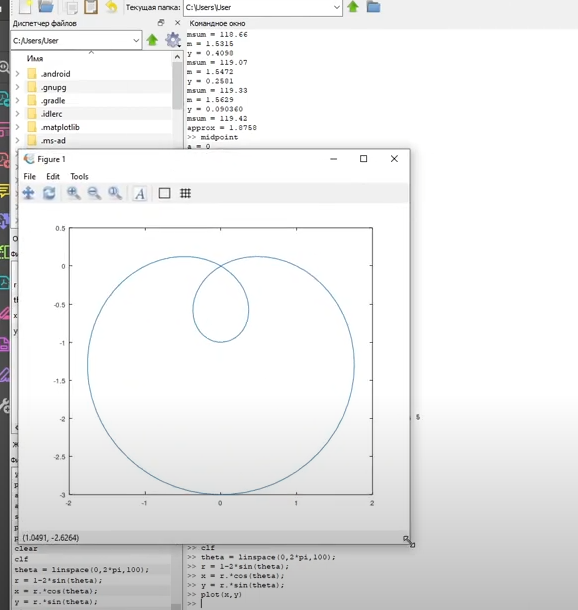 Текущая папка: C:\Users\User
Диспетчер файлов
Командное окно
C:/Users/User
Имя
.android
.gnupg
.gradle
.idlerc
.matplotlib
.ms-ad
msum = 118.66
m = 1.5315
y = 0.4098
msum = 119.07
m = 1.5472
y = 0.2581
msum = 119.33
m = 1.5629
y = 0.090360
msum = 119.42
approx = 1.8758
>> midpoint
a = 0
Figure 1
File Edit Tools
A
0.5
0
-0.5
-1
-1.5
-2
-2.5
-3
-2
-1
0
1
2
(1.0491, -2.6264)
5
clear
clf
theta = linspace(0,2*pi,100);
r = 1-2*sin(theta);
x = r.*cos(theta);
y = r.*sin(theta);
>> clf
>> theta = linspace(0,2*pi,100);
>> r = 1-2*sin(theta);
>> x = r.*cos(theta);
>> y = r.*sin(theta);
>> plot(x,y)
>>